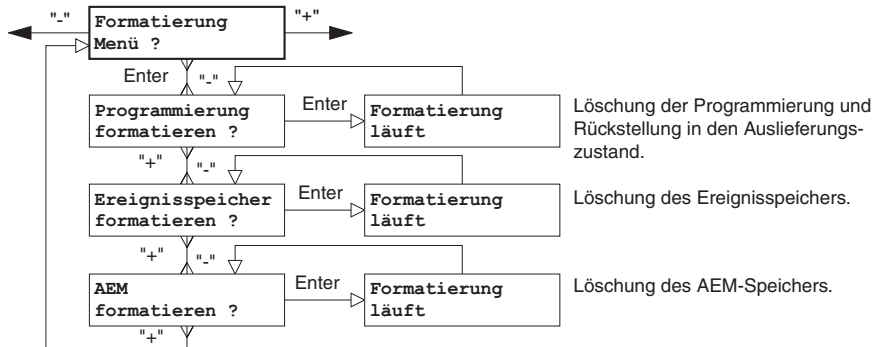 "-"
Formatierung
Menü ?
"+"
Enter
"-"
Programmierung
formatieren ?
Enter
Formatierung
läuft
Löschung der Programmierung und
Rückstellung in den Auslieferungs-
zustand.
"+"
"-"
Ereignisspeicher
formatieren ?
Enter
Formatierung
läuft
Löschung des Ereignisspeichers.
"+"
"-"
AEM
formatieren ?
Enter
Formatierung
läuft
Löschung des AEM-Speichers.
"+"